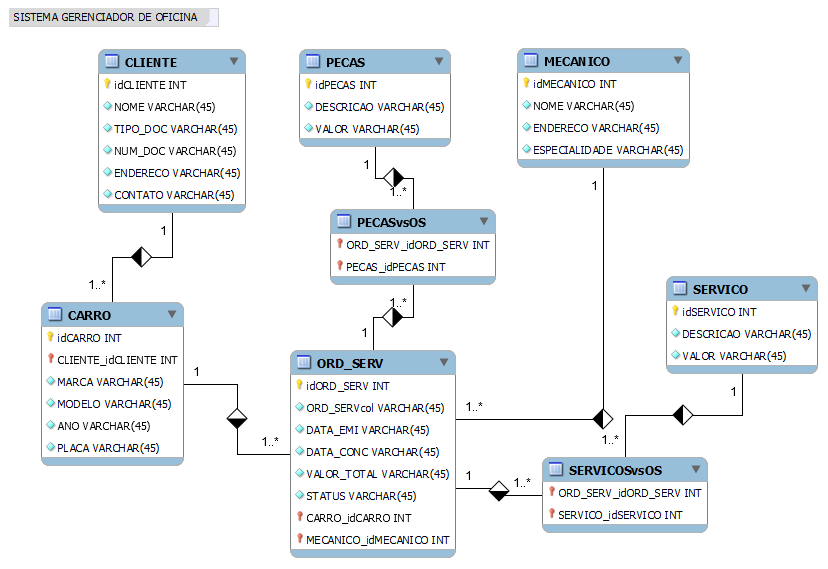 SISTEMA GERENCIADOR DE OFICINA
CLIENTE
idCLIENTE INT
NOME VARCHAR(45)
TIPO_DOC VARCHAR(45)
NUM_DOC VARCHAR(45)
ENDERECO VARCHAR(45)
CONTATO VARCHAR(45)
PECAS
idPECAS INT
DESCRICAO VARCHAR(45)
VALOR VARCHAR(45)
MECANICO
idMECANICO INT
NOME VARCHAR(45)
ENDERECO VARCHAR(45)
ESPECIALIDADE VARCHAR(45)
1
1..*
1
1..*
1
PECASvsOS
ORD_SERV_idORD_SERV INT
PECAS_idPECAS INT
1..*
1
SERVICO
idSERVICO INT
DESCRICAO VARCHAR(45)
VALOR VARCHAR(45)
CARRO
idCARRO INT
CLIENTE_idCLIENTE INT
MARCA VARCHAR(45)
MODELO VARCHAR(45)
ANO VARCHAR(45)
PLACA VARCHAR(45)
1
1..*
ORD_SERV
idORD_SERV INT
ORD_SERVcol VARCHAR(45)
DATA_EMI VARCHAR(45)
DATA_CONC VARCHAR(45)
VALOR_TOTAL VARCHAR(45)
STATUS VARCHAR(45)
CARRO_idCARRO INT
MECANICO_idMECANICO INT
1..*
1
1..*
1
1..*
SERVICOSvsOS
ORD_SERV_idORD_SERV INT
SERVICO_idSERVICO INT